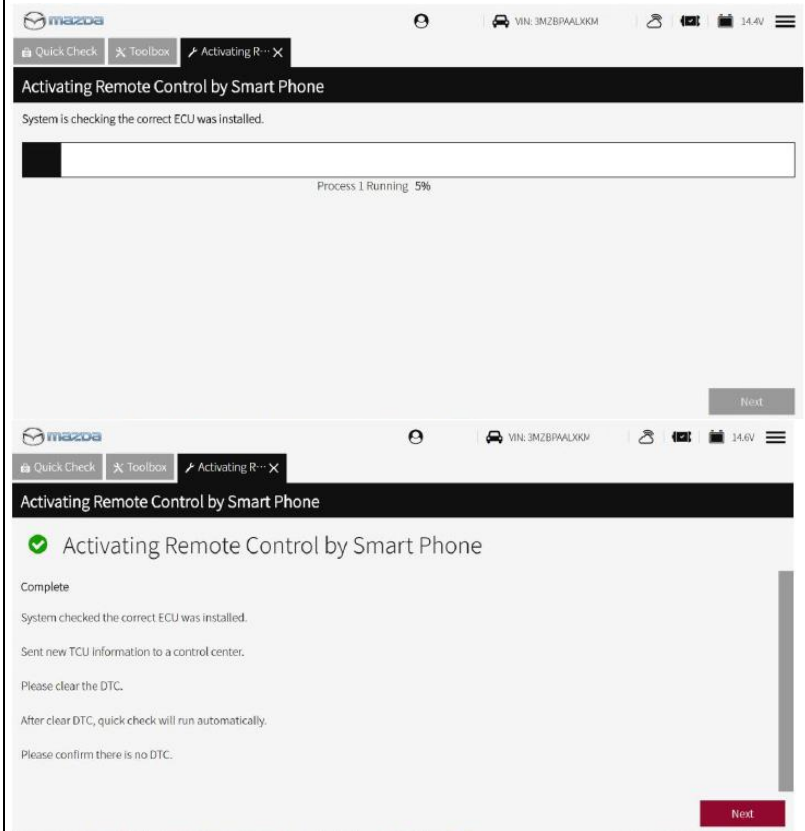 mazda
VIN: 3MZBPAALXKM
14.4V
Quick Check
Toolbox
Activating R···
Activating Remote Control by Smart Phone
System is checking the correct ECU was installed.
Process 1 Running 5%
Next
mazda
VIN: 3MZBPAALXKM
14.6V
Quick Check
Toolbox
Activating R···
Activating Remote Control by Smart Phone
Activating Remote Control by Smart Phone
Complete
System checked the correct ECU was installed.
Sent new TCU information to a control center.
Please clear the DTC.
After clear DTC, quick check will run automatically.
Please confirm there is no DTC.
Next